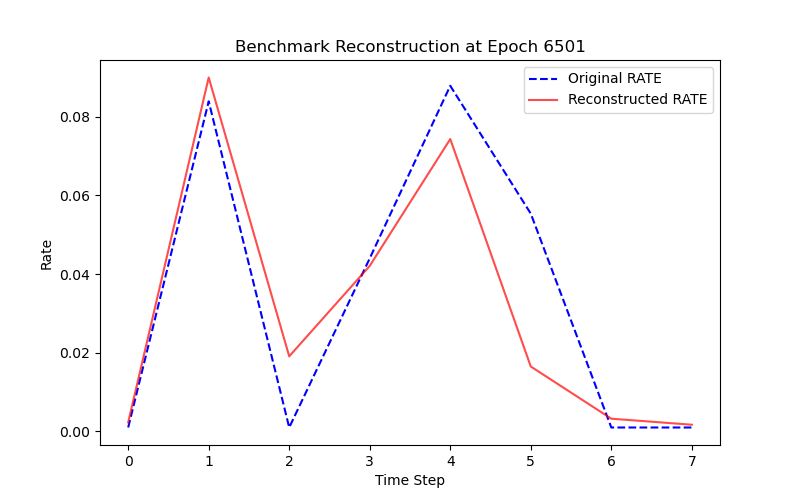 Benchmark Reconstruction at Epoch 6501
Original RATE
Reconstructed RATE
0.08
0.06
0.04
0.02
0.00
Rate
0 1 2 3 4 5 6 7
Time Step